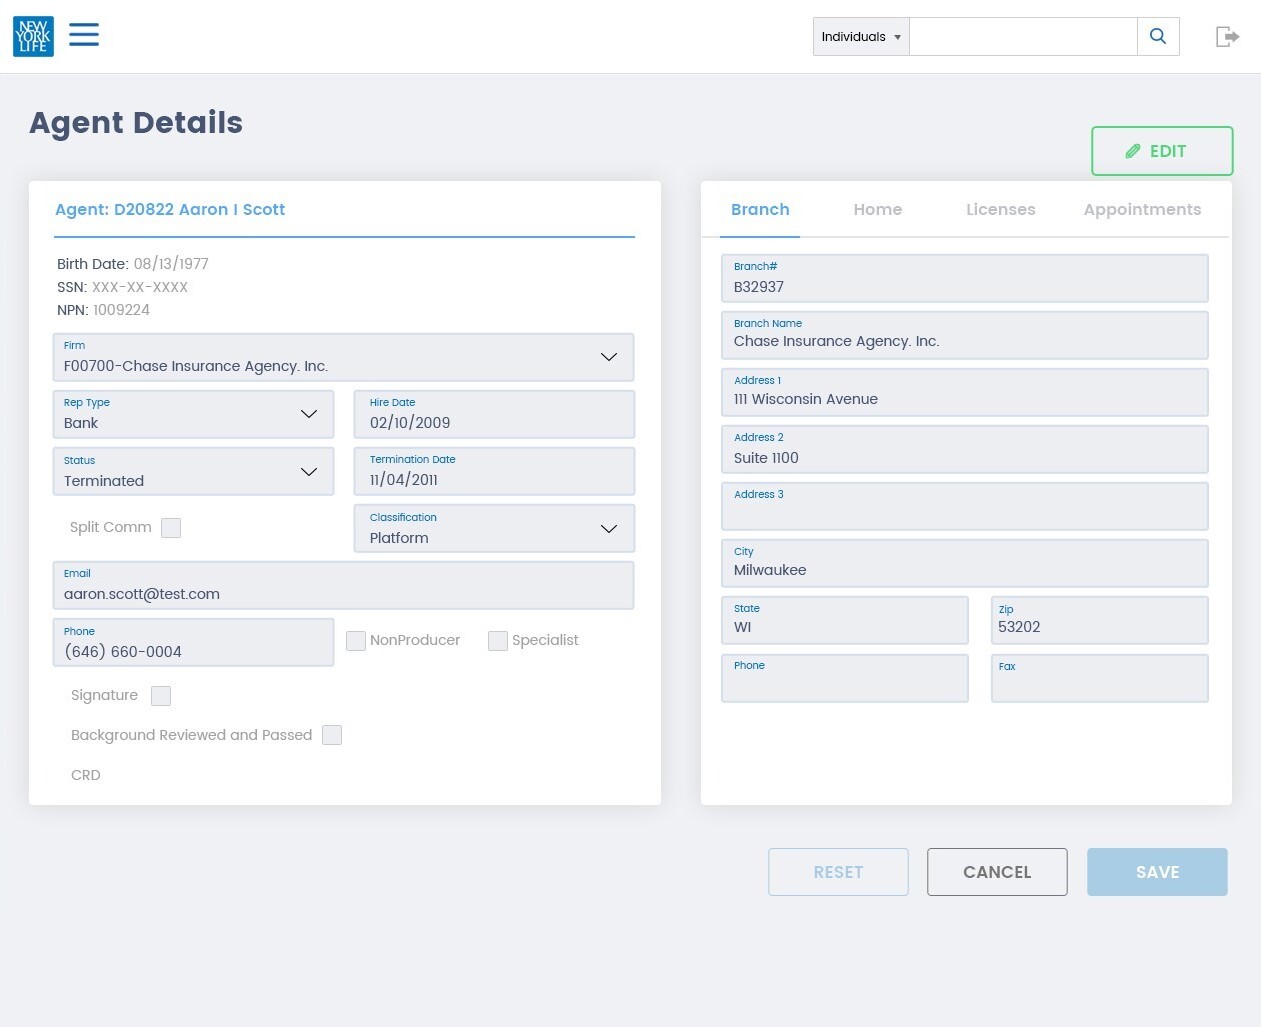 NEW
YORK
LIFE
Individuals
Agent Details
EDIT
Agent: D20822 Aaron I Scott
Birth Date: 08/13/1977
SSN: XXX-XX-XXXX
NPN: 1009224
Firm
F00700-Chase Insurance Agency. Inc.
Rep Type
Bank
Hire Date
02/10/2009
Status
Terminated
Termination Date
11/04/2011
Split Comm
Classification
Platform
Email
aaron.scott@test.com
Phone
(646) 660-0004
NonProducer
Specialist
Signature
Background Reviewed and Passed
CRD
Branch Home Licenses Appointments
Branch#
B32937
Branch Name
Chase Insurance Agency. Inc.
Address 1
111 Wisconsin Avenue
Address 2
Suite 1100
Address 3
City
Milwaukee
State
WI
Zip
53202
Phone
Fax
RESET CANCEL SAVE